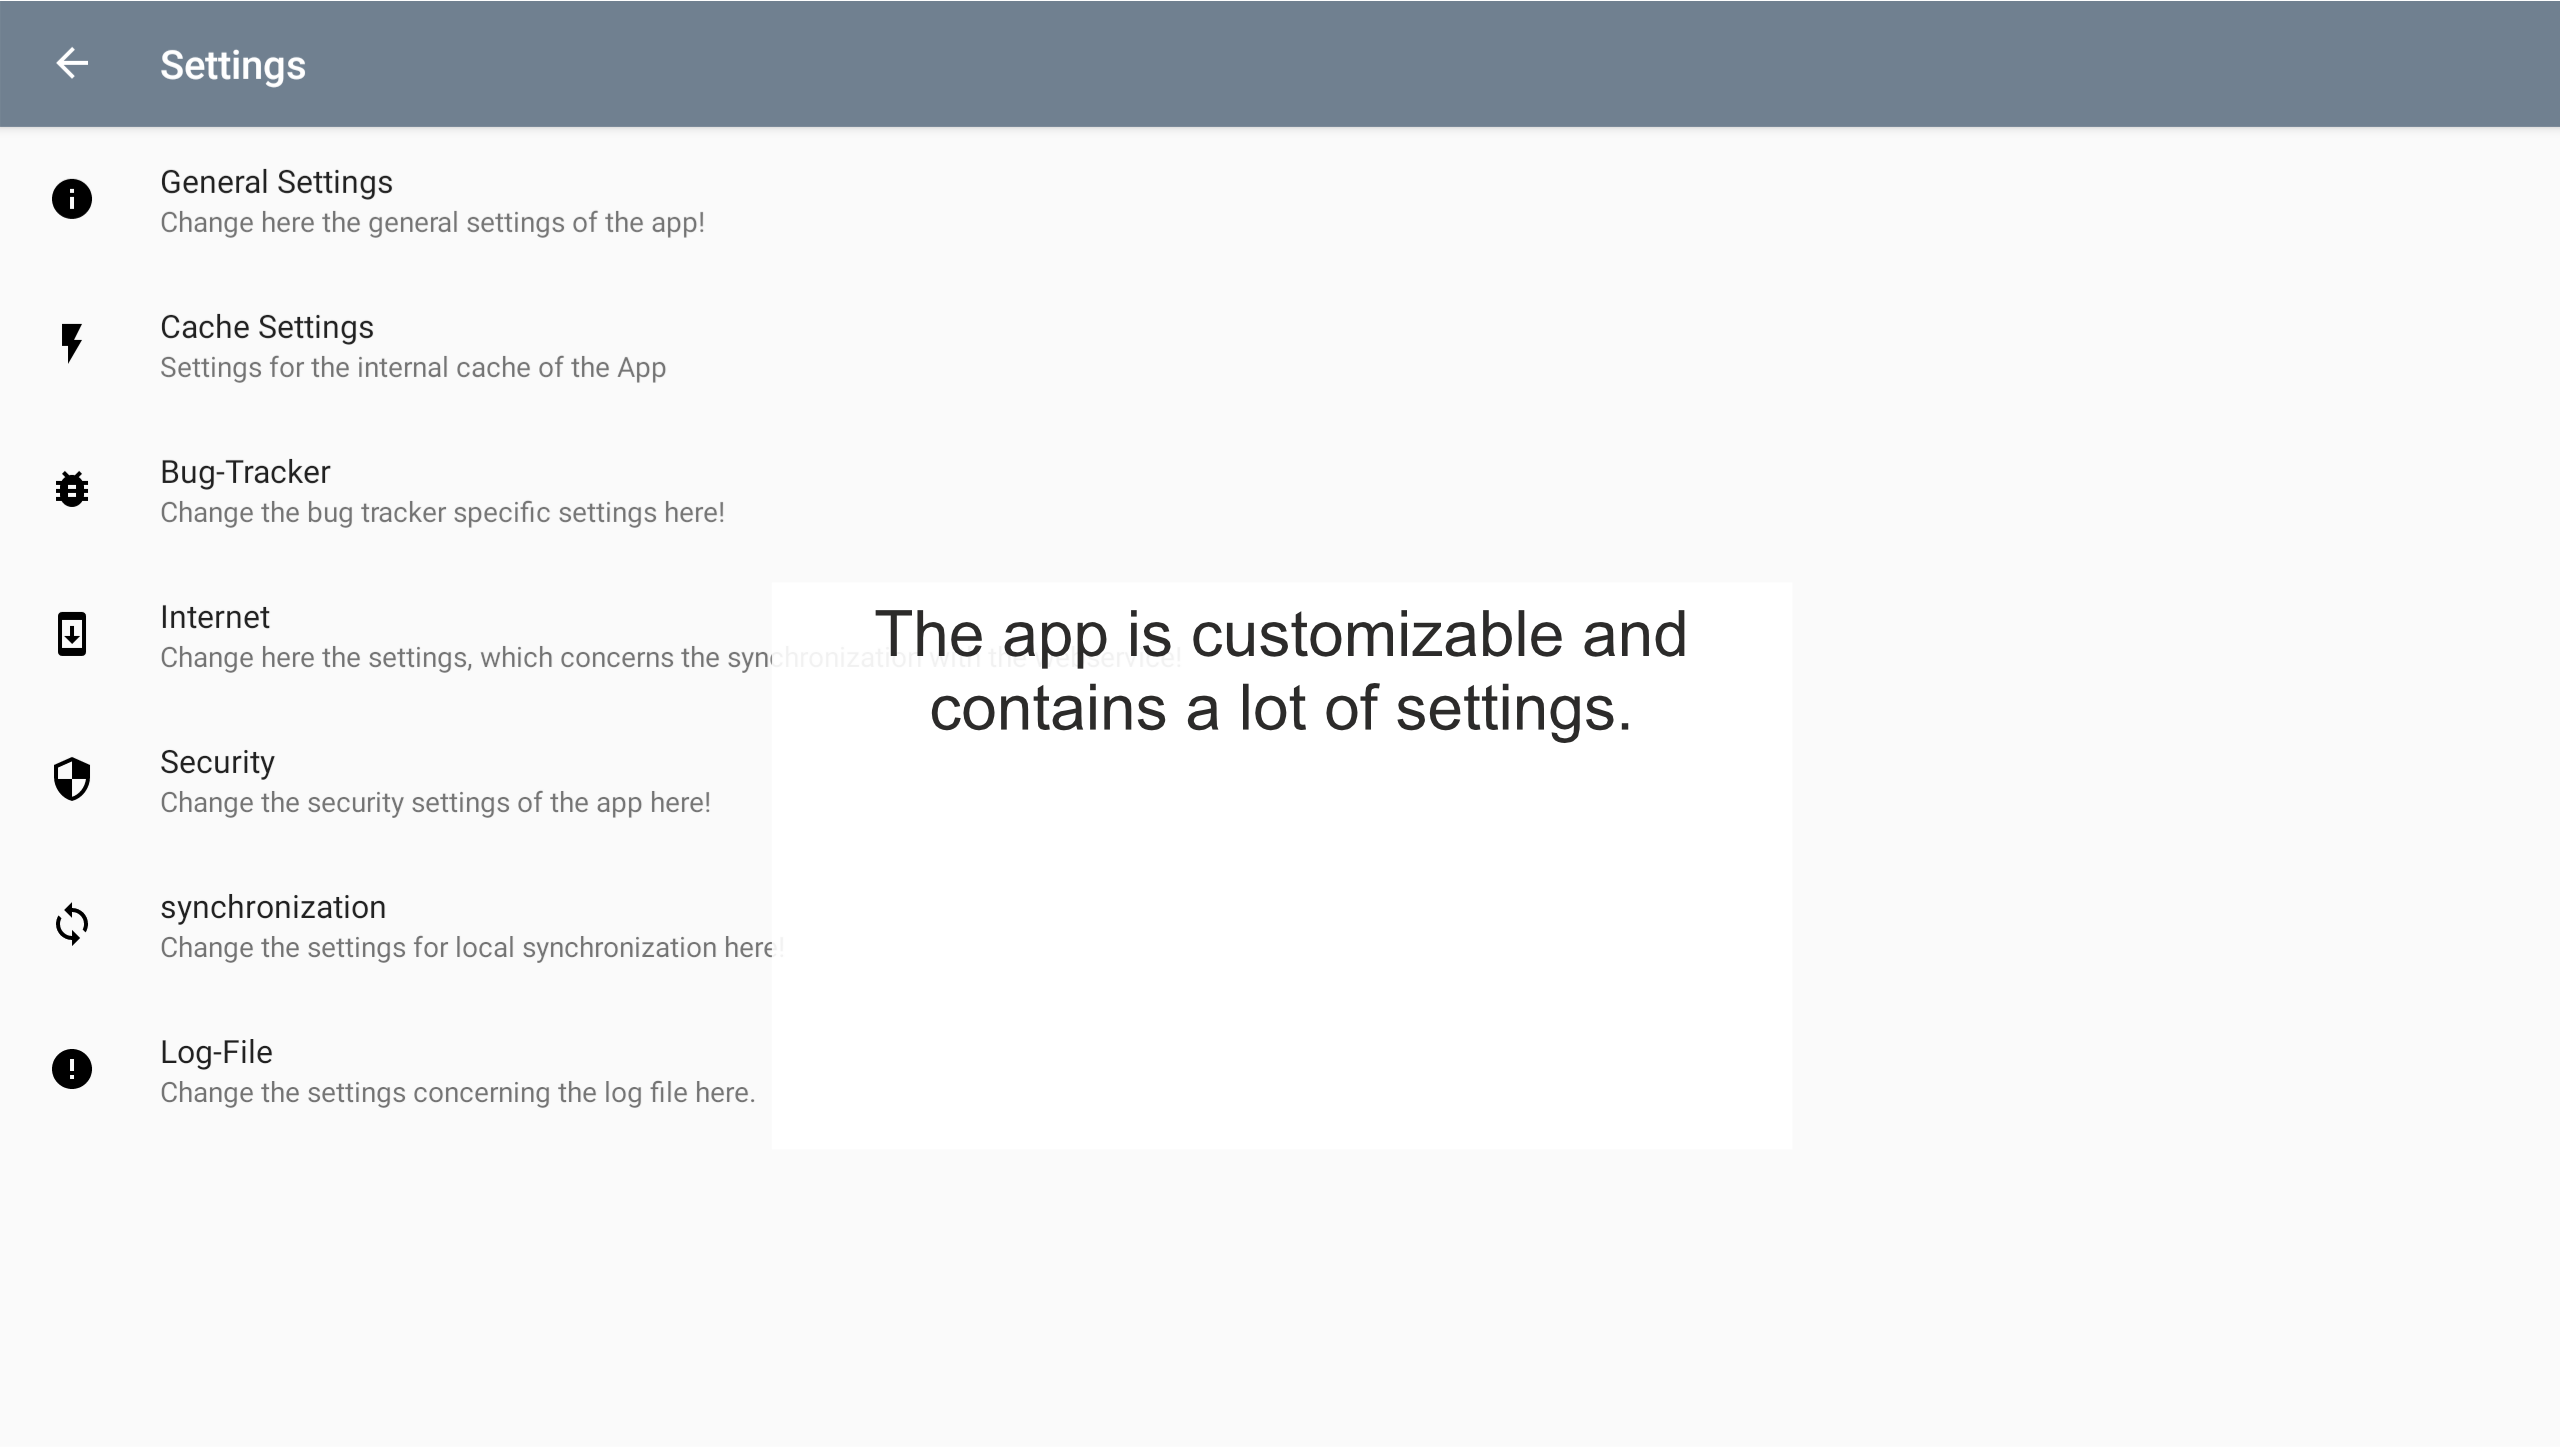 Settings
General Settings
Change here the general settings of the app!
Cache Settings
Settings for the internal cache of the App
Bug-Tracker
Change the bug tracker specific settings here!
Internet
Change here the settings, which concerns the synchronization with the webservice!
The app is customizable and
contains a lot of settings.
Security
Change the security settings of the app here!
synchronization
Change the settings for local synchronization here!
Log-File
Change the settings concerning the log file here.